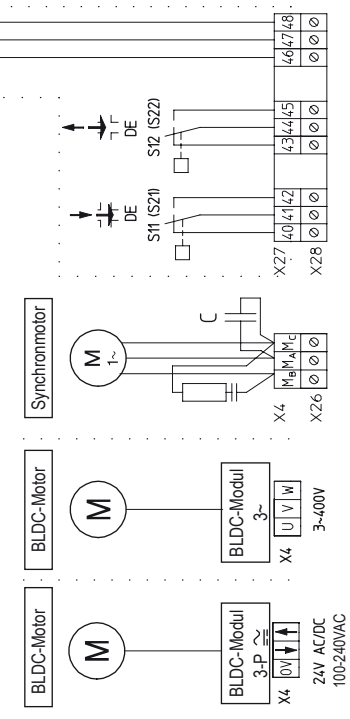 BLDC-Motor
M
BLDC-Modul
3-P
X4
0V
24V AC/DC
100-240VAC
BLDC-Motor
M
BLDC-Modul
3~
X4
U V W
3~400V
Synchronmotor
M
1~
C
X4
MB MA MC
X26
DE
S11 (S21)
40 41 42
DE
S12 (S22)
43 44 45
46 47 48
X27
X28